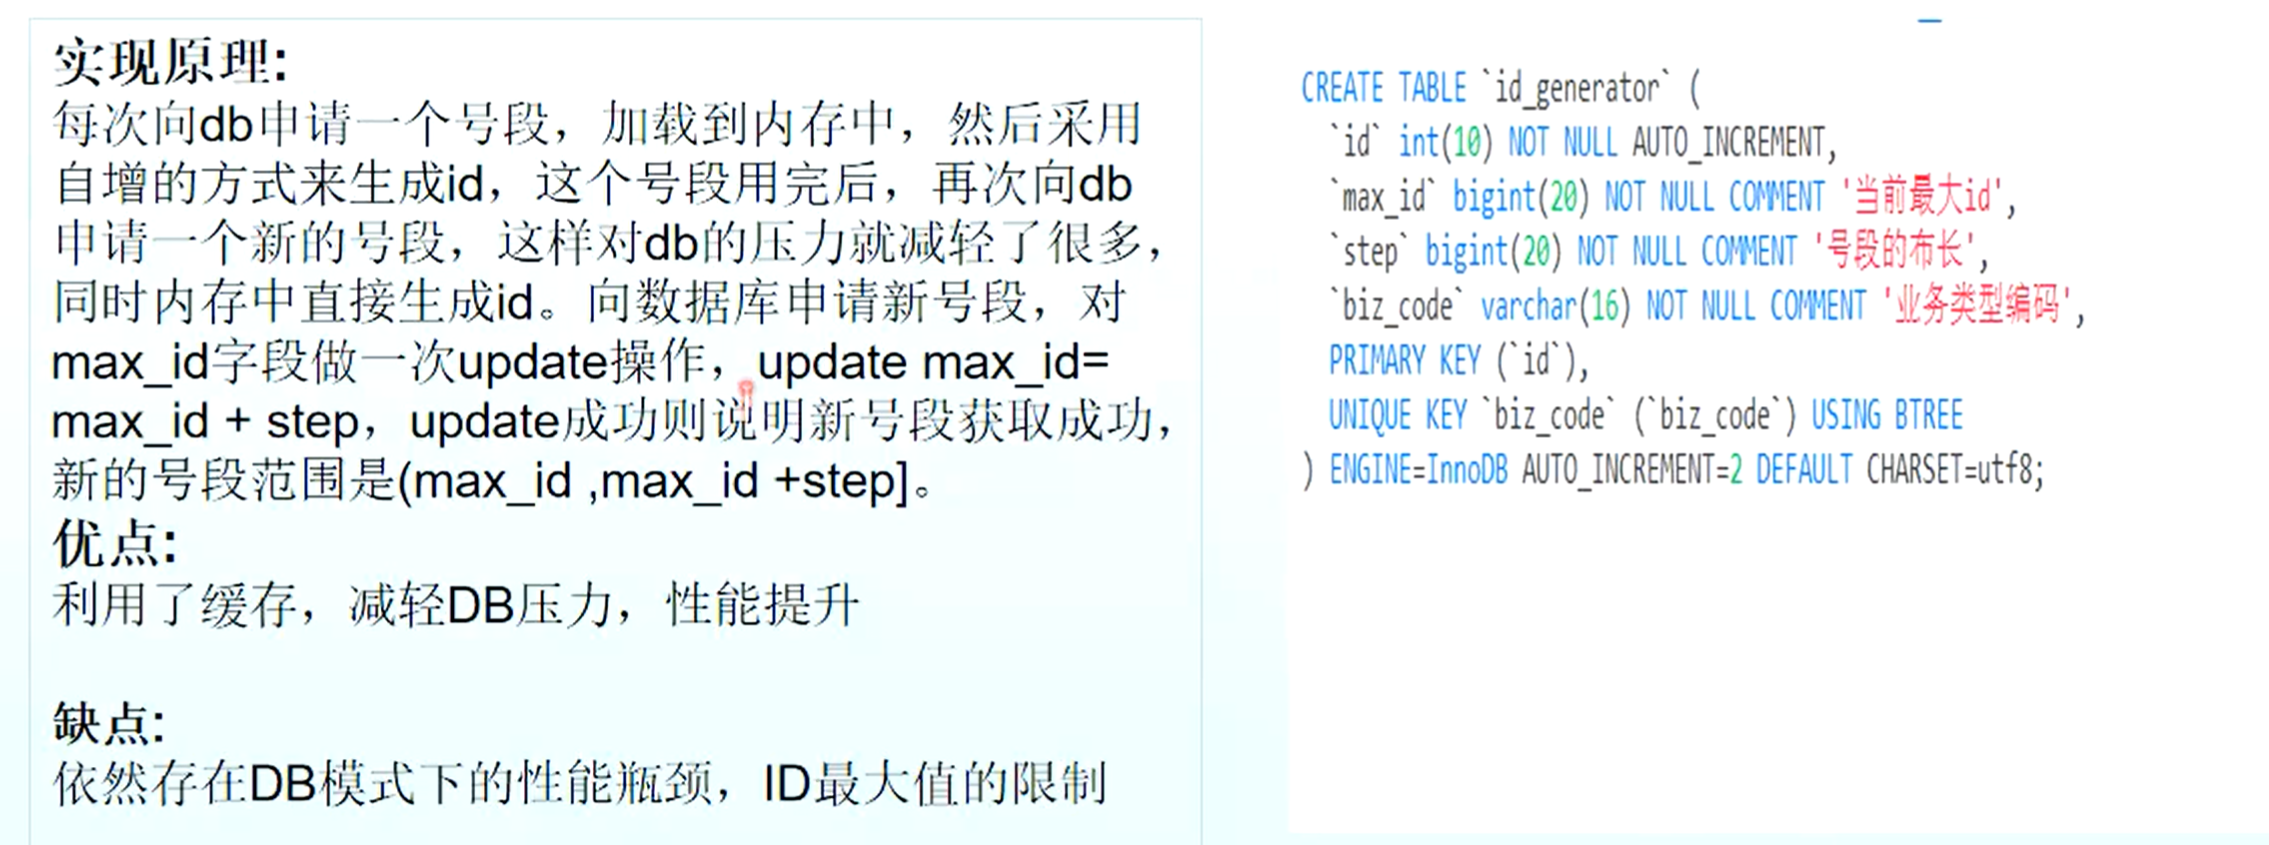 实现原理:
每次向db申请一个号段，加载到内存中，然后采用
自增的方式来生成id，这个号段用完后，再次向db
申请一个新的号段，这样对db的压力就减轻了很多，
同时内存中直接生成id。向数据库申请新号段，对
max_id字段做一次update操作，update max_id=
max_id + step，update成功则说明新号段获取成功，
新的号段范围是(max_id ,max_id +step]。
优点:
利用了缓存，减轻DB压力，性能提升
缺点:
依然存在DB模式下的性能瓶颈，ID最大值的限制
CREATE TABLE `id_generator` (
`id` int(10) NOT NULL AUTO_INCREMENT,
`max_id` bigint(20) NOT NULL COMMENT '当前最大id',
`step` bigint(20) NOT NULL COMMENT '号段的布长',
`biz_code` varchar(16) NOT NULL COMMENT '业务类型编码',
PRIMARY KEY (`id`),
UNIQUE KEY `biz_code` (`biz_code`) USING BTREE
) ENGINE=InnoDB AUTO_INCREMENT=2 DEFAULT CHARSET=utf8;